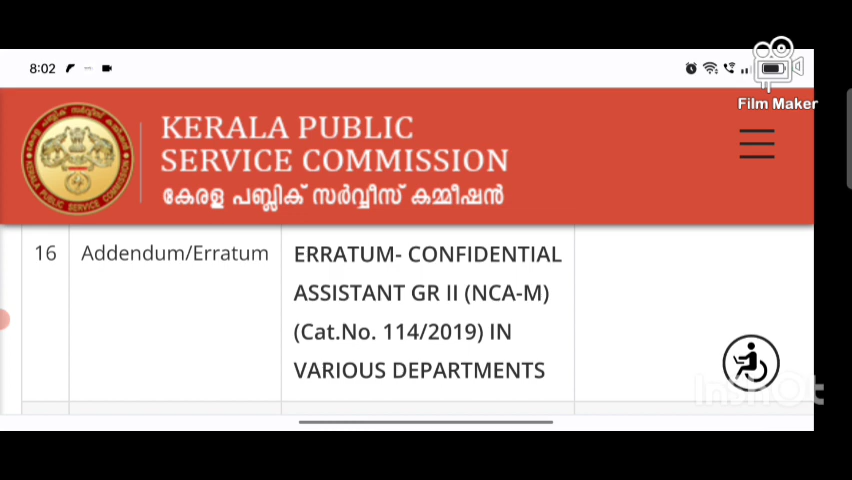 8:02
Film Maker
KERALA PUBLIC
SERVICE COMMISSION
കേരള പബ്ലിക് സർവ്വീസ് കമ്മീഷൻ
16 Addendum/Erratum ERRATUM- CONFIDENTIAL
ASSISTANT GR II (NCA-M)
(Cat.No. 114/2019) IN
VARIOUS DEPARTMENTS
InShOt